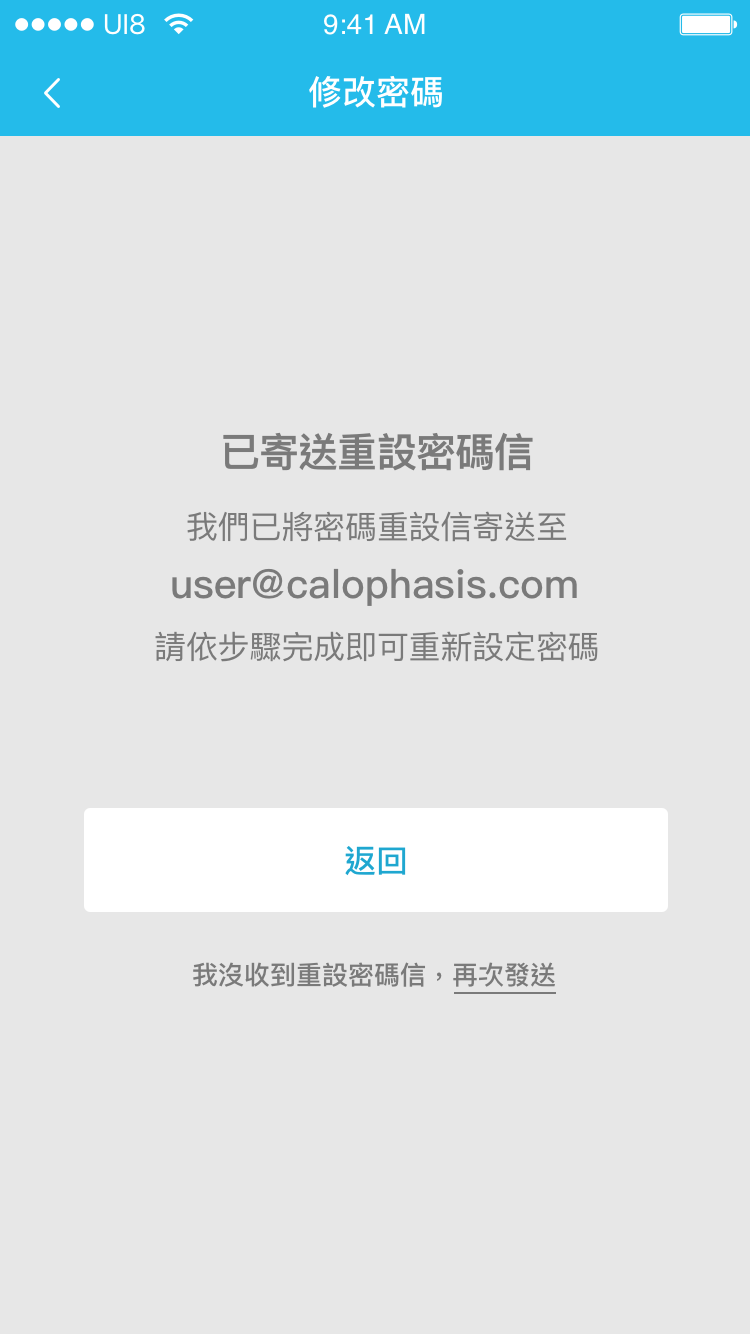 UI8 9:41 AM
修改密碼
已寄送重設密碼信
我們已將密碼重設信寄送至
user@calophasis.com
請依步驟完成即可重新設定密碼
返回
我沒收到重設密碼信，再次發送